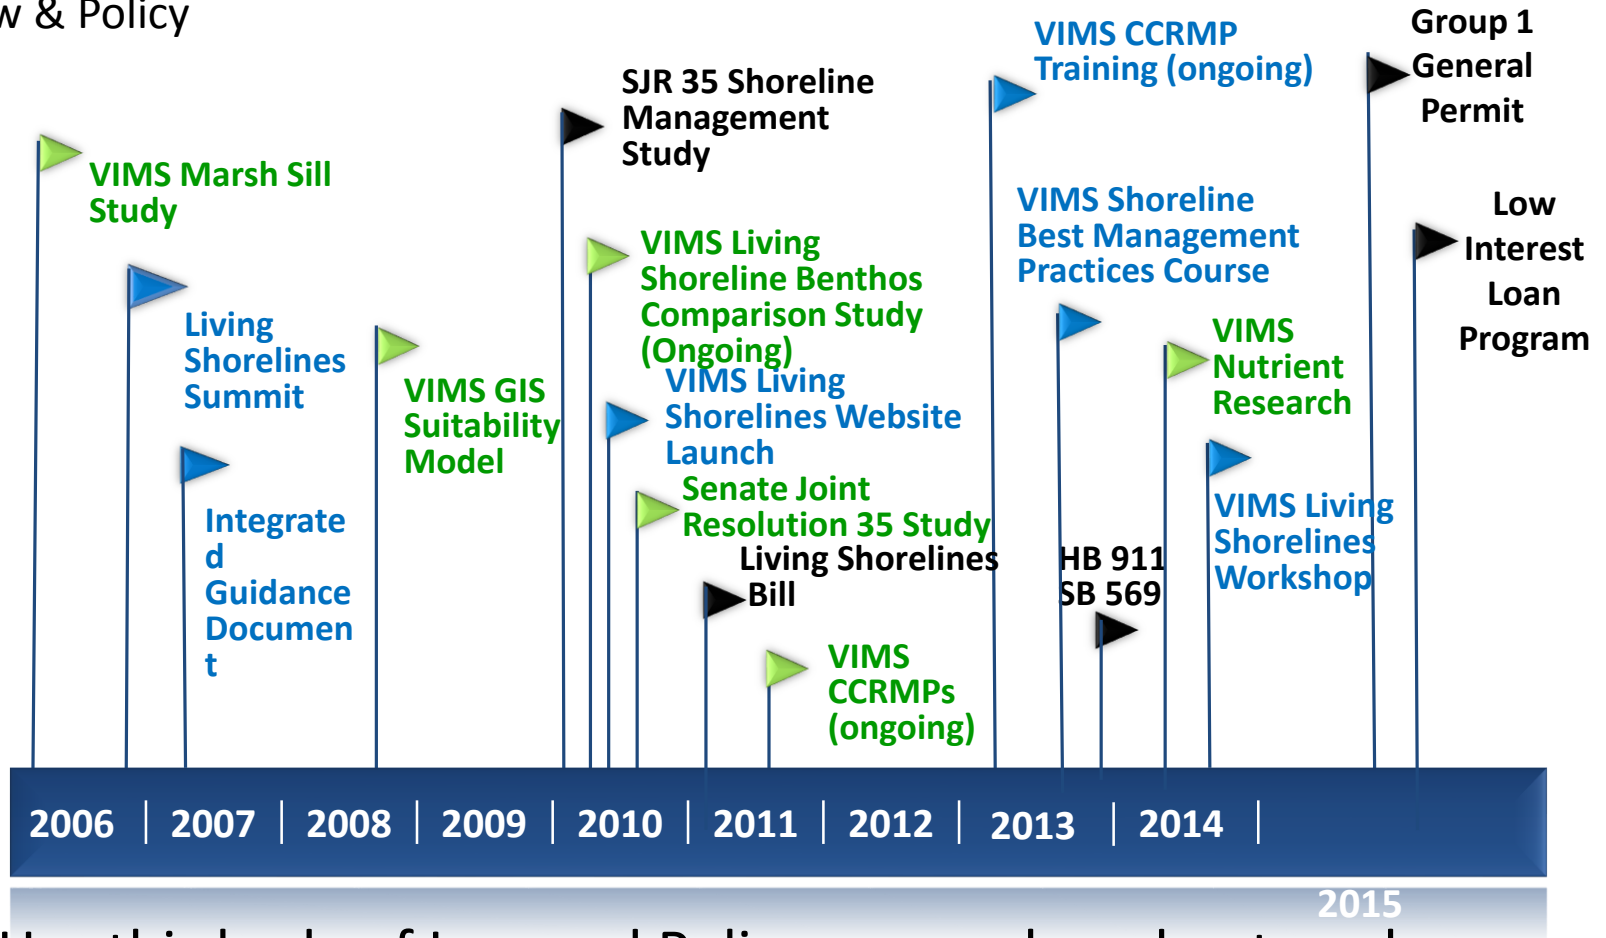 & Policy
VIMS Marsh Sill
Study
Living
Shorelines
Summit
Integrate
d
Guidance
Documen
t
VIMS GIS
Suitability
Model
SJR 35 Shoreline
Management
Study
VIMS Living
Shoreline Benthos
Comparison Study
(Ongoing)
VIMS Living
Shorelines Website
Launch
Senate Joint
Resolution 35 Study
Living Shorelines
Bill
VIMS
CCRMPs
(ongoing)
VIMS CCRMP
Training (ongoing)
VIMS Shoreline
Best Management
Practices Course
HB 911
SB 569
VIMS
Nutrient
Research
VIMS Living
Shorelines
Workshop
Group 1
General
Permit
Low
Interest
Loan
Program
2006 | 2007 | 2008 | 2009 | 2010 | 2011 | 2012 | 2013 | 2014 |
2015